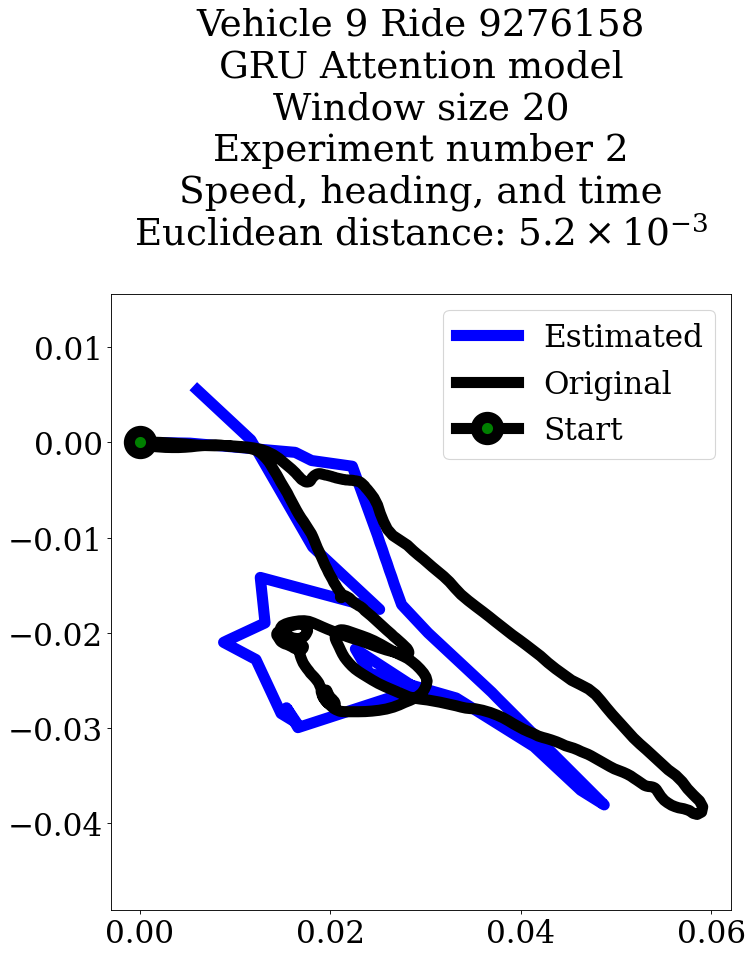 Vehicle 9 Ride 9276158
GRU Attention model
Window size 20
Experiment number 2
Speed, heading, and time
Euclidean distance: 5.2 × 10⁻³
Estimated
Original
Start
0.01
0.00
−0.01
−0.02
−0.03
−0.04
0.00 0.02 0.04 0.06